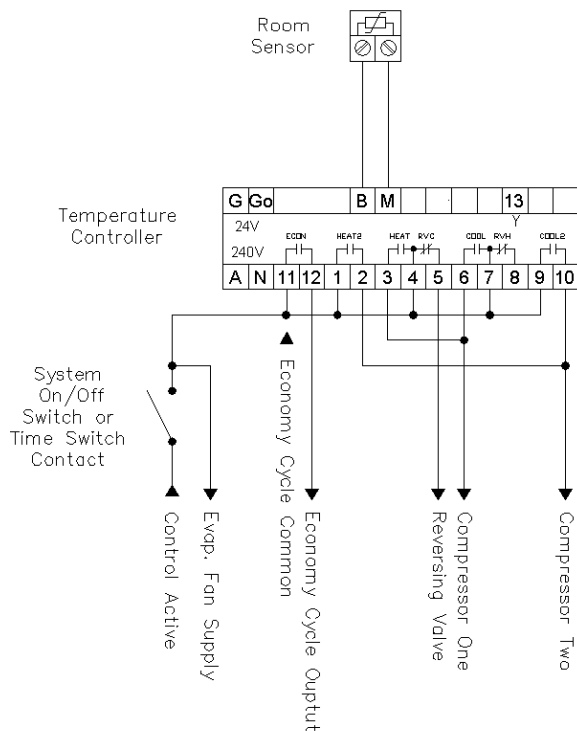 Room
Sensor
G Go B M 13
Temperature
Controller
24V Y
240V ECON HEAT2 HEAT RVC COOL RVH COOL2
A N 11 12 1 2 3 4 5 6 7 8 9 10
System
On/Off
Switch or
Time Switch
Contact
Control Active
Evap. Fan Supply
Economy Cycle Common
Economy Cycle Ouptut
Reversing Valve
Compressor One
Compressor Two